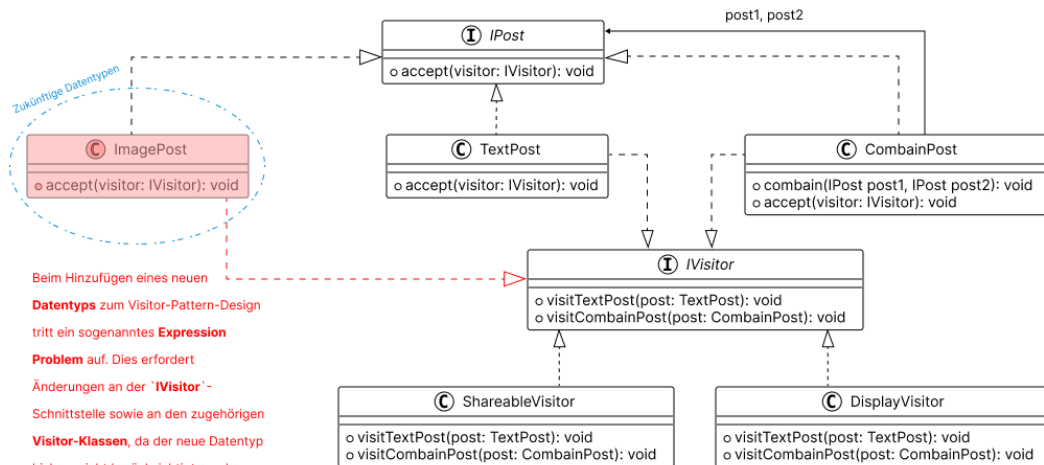 post1, post2
I IPost
accept(visitor: IVisitor): void
Zukünftige Datentypen
C ImagePost
accept(visitor: IVisitor): void
C TextPost
accept(visitor: IVisitor): void
C CombainPost
combain(IPost post1, IPost post2): void
accept(visitor: IVisitor): void
I IVisitor
visitTextPost(post: TextPost): void
visitCombainPost(post: CombainPost): void
Beim Hinzufügen eines neuen
Datentyps zum Visitor-Pattern-Design
tritt ein sogenanntes Expression
Problem auf. Dies erfordert
Änderungen an der `IVisitor`-
Schnittstelle sowie an den zugehörigen
Visitor-Klassen, da der neue Datentyp
C ShareableVisitor
visitTextPost(post: TextPost): void
visitCombainPost(post: CombainPost): void
C DisplayVisitor
visitTextPost(post: TextPost): void
visitCombainPost(post: CombainPost): void